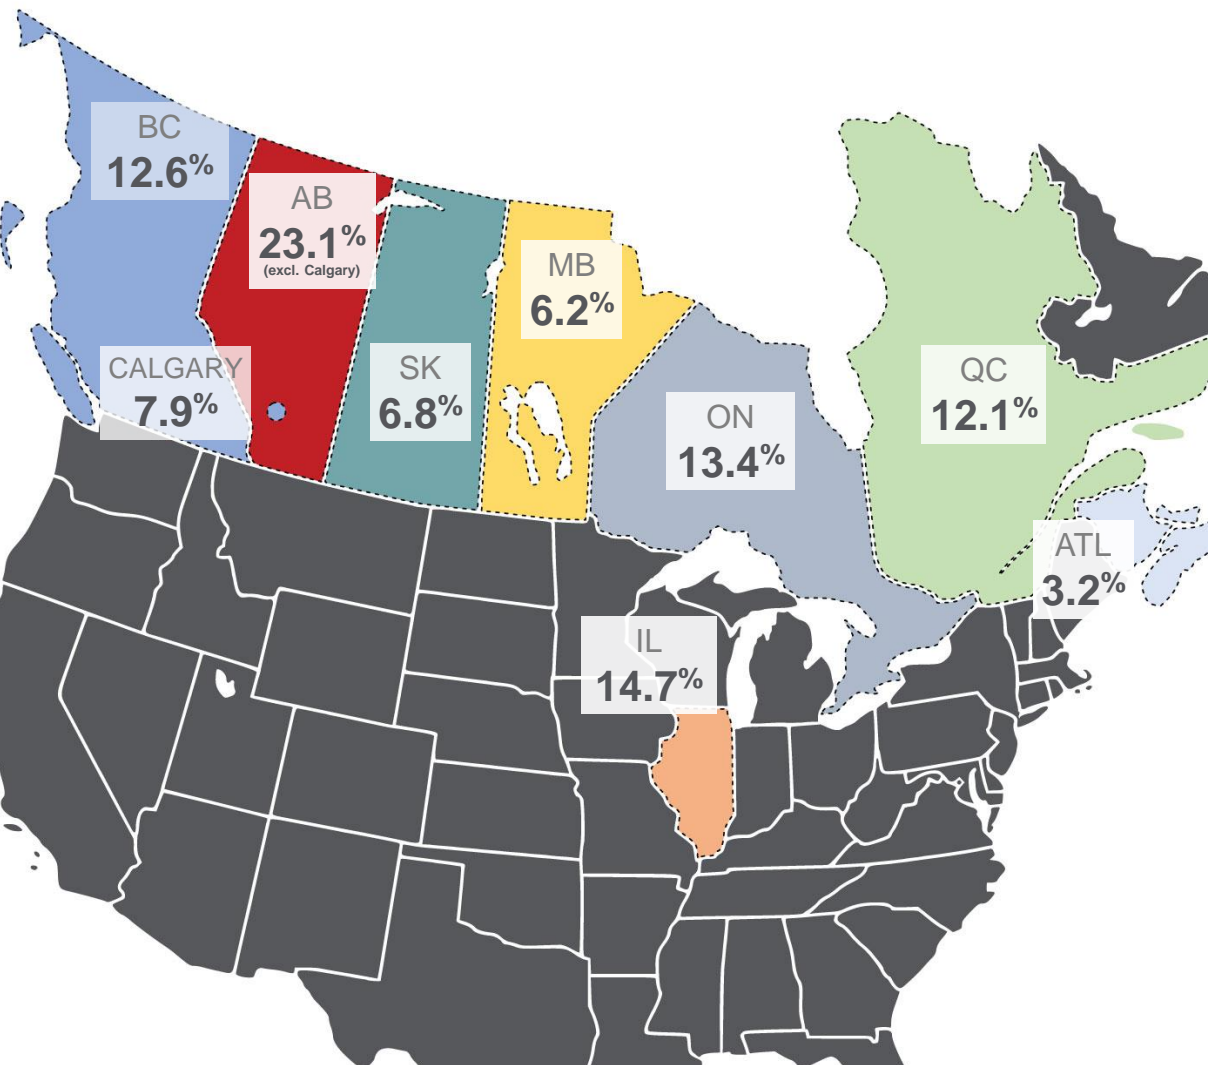 BC
12.6%
AB
23.1%
(excl. Calgary)
MB
6.2%
CALGARY
7.9%
SK
6.8%
ON
13.4%
QC
12.1%
ATL
3.2%
IL
14.7%